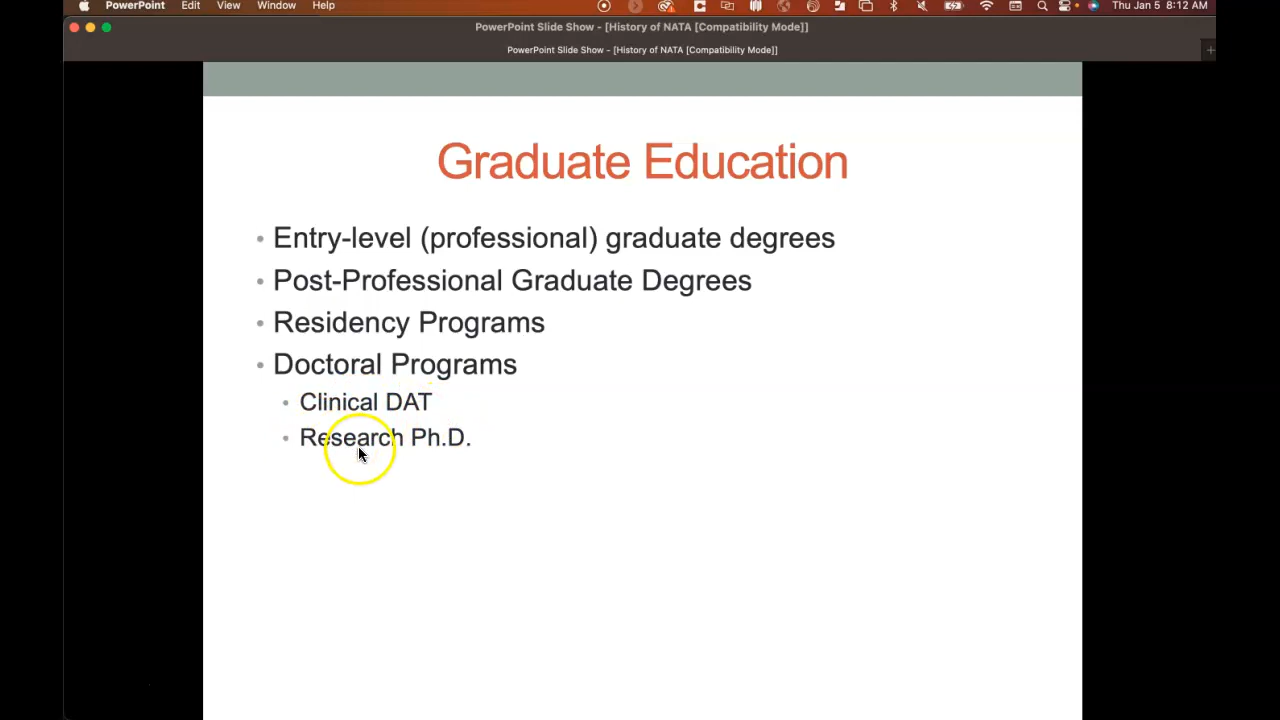 PowerPoint Edit View Window Help Thu Jan 5 8:12 AM
PowerPoint Slide Show - [History of NATA [Compatibility Mode]]
PowerPoint Slide Show - [History of NATA [Compatibility Mode]]
Graduate Education
• Entry-level (professional) graduate degrees
• Post-Professional Graduate Degrees
• Residency Programs
• Doctoral Programs
• Clinical DAT
• Research Ph.D.